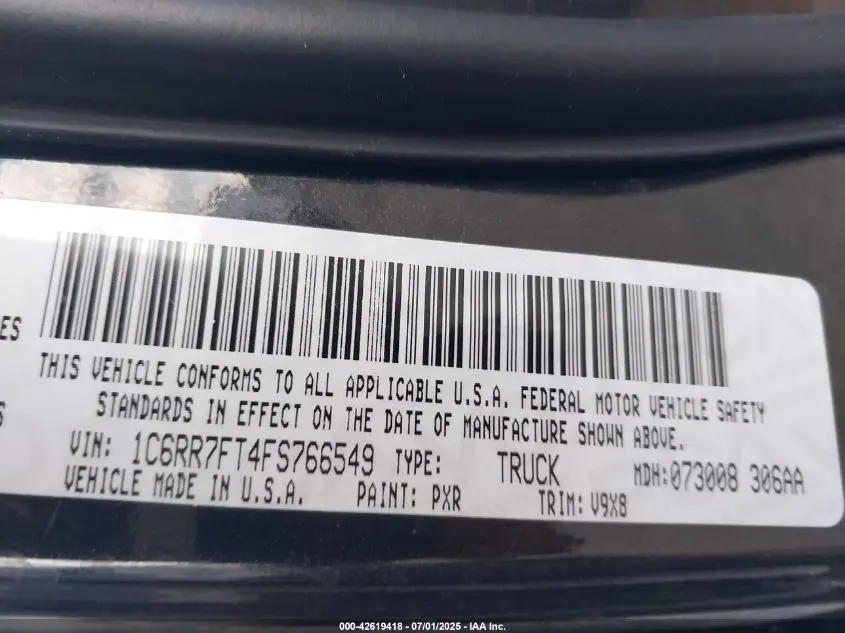 ES
THIS VEHICLE CONFORMS TO ALL APPLICABLE U.S.A. FEDERAL MOTOR VEHICLE SAFETY
STANDARDS IN EFFECT ON THE DATE OF MANUFACTURE SHOWN ABOVE.
S
VIN: 1C6RR7FT4FS766549 TYPE: TRUCK MDH:073008 306AA
VEHICLE MADE IN U.S.A. PAINT: PXR TRIM: V9X8
000-42619418 - 07/01/2025 - IAA Inc.